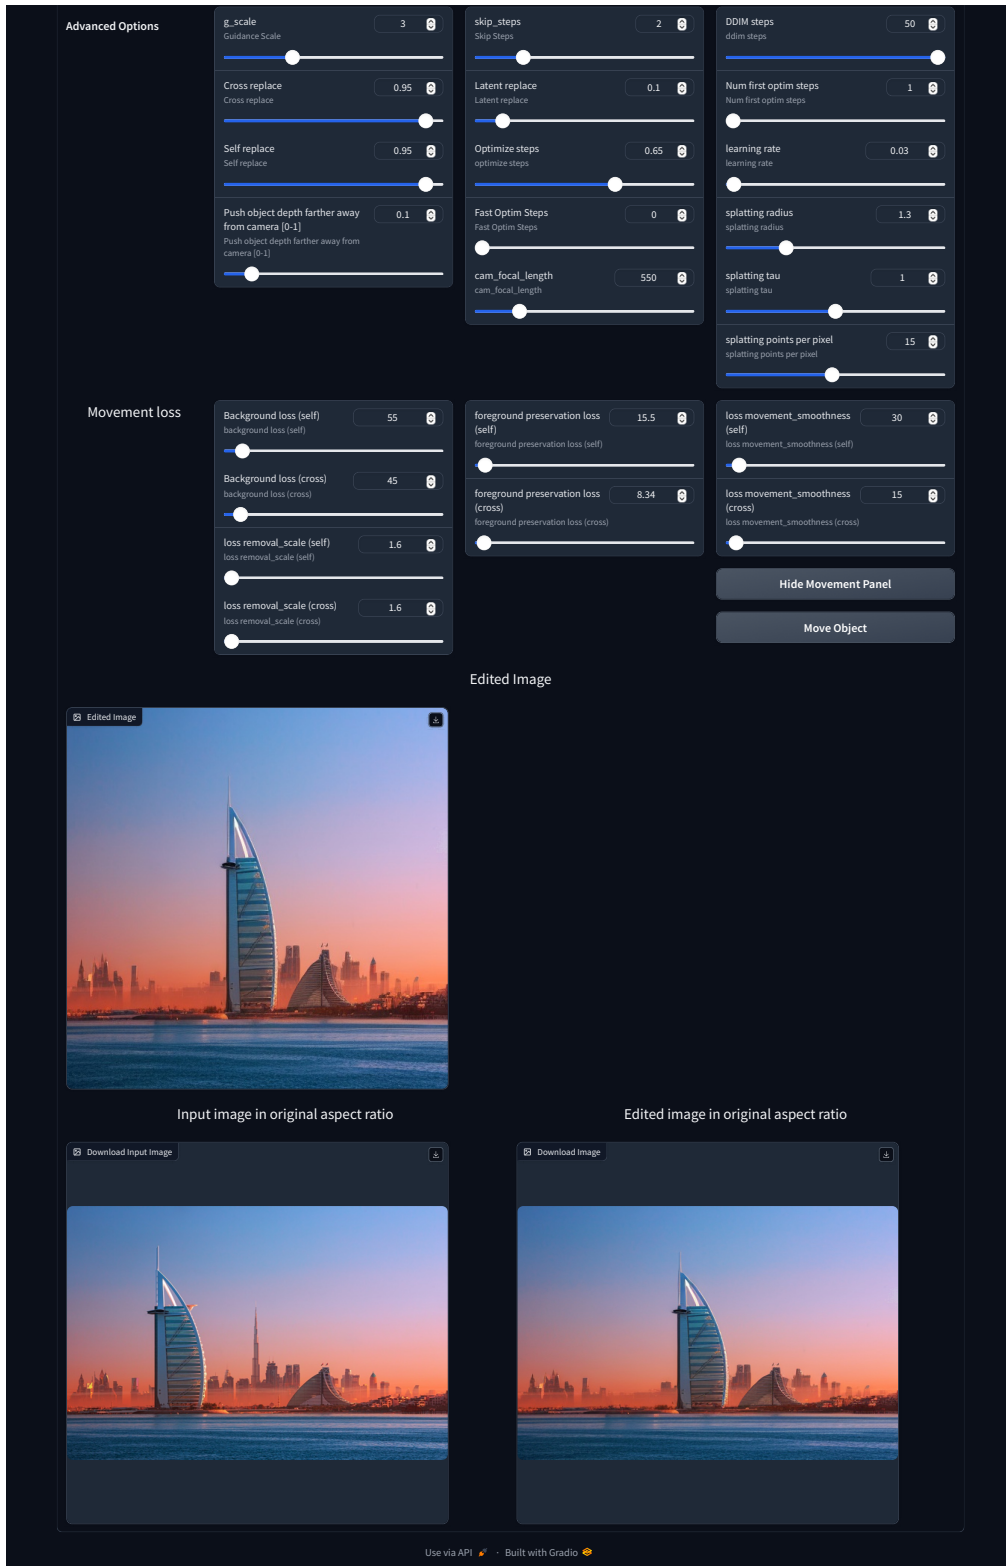 Advanced Options
g_scale
3
Guidance Scale
Cross replace
0.95
Cross replace
Self replace
0.95
Self replace
Push object depth farther away
from camera [0-1]
0.1
Push object depth farther away from
camera [0-1]
skip_steps
2
Skip Steps
Latent replace
0.1
Latent replace
Optimize steps
0.65
optimize steps
Fast Optim Steps
0
Fast Optim Steps
cam_focal_length
550
cam_focal_length
DDIM steps
50
ddim steps
Num first optim steps
1
Num first optim steps
learning rate
0.03
learning rate
splatting radius
1.3
splatting radius
splatting tau
1
splatting tau
splatting points per pixel
15
splatting points per pixel
Movement loss
Background loss (self)
55
background loss (self)
Background loss (cross)
45
background loss (cross)
loss removal_scale (self)
1.6
loss removal_scale (self)
loss removal_scale (cross)
1.6
loss removal_scale (cross)
foreground preservation loss
(self)
15.5
foreground preservation loss (self)
foreground preservation loss
(cross)
8.34
foreground preservation loss (cross)
loss movement_smoothness
(self)
30
loss movement_smoothness (self)
loss movement_smoothness
(cross)
15
loss movement_smoothness (cross)
Hide Movement Panel
Move Object
Edited Image
Edited Image
Input image in original aspect ratio
Edited image in original aspect ratio
Download Input Image
Download Image
Use via API · Built with Gradio